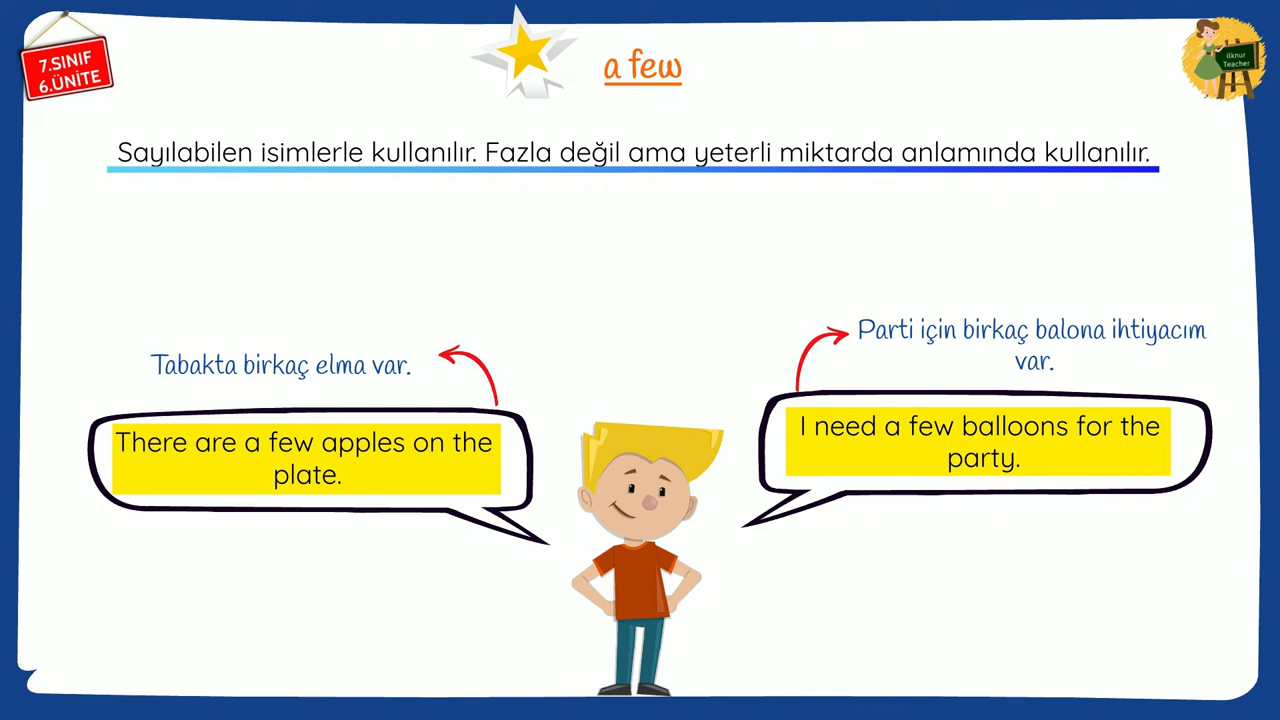 7.SINIF
6.ÜNİTE
a few
ilknur
Teacher
Sayılabilen isimlerle kullanılır. Fazla değil ama yeterli miktarda anlamında kullanılır.
Tabakta birkaç elma var.
There are a few apples on the
plate.
Parti için birkaç balona ihtiyacım
var.
I need a few balloons for the
party.